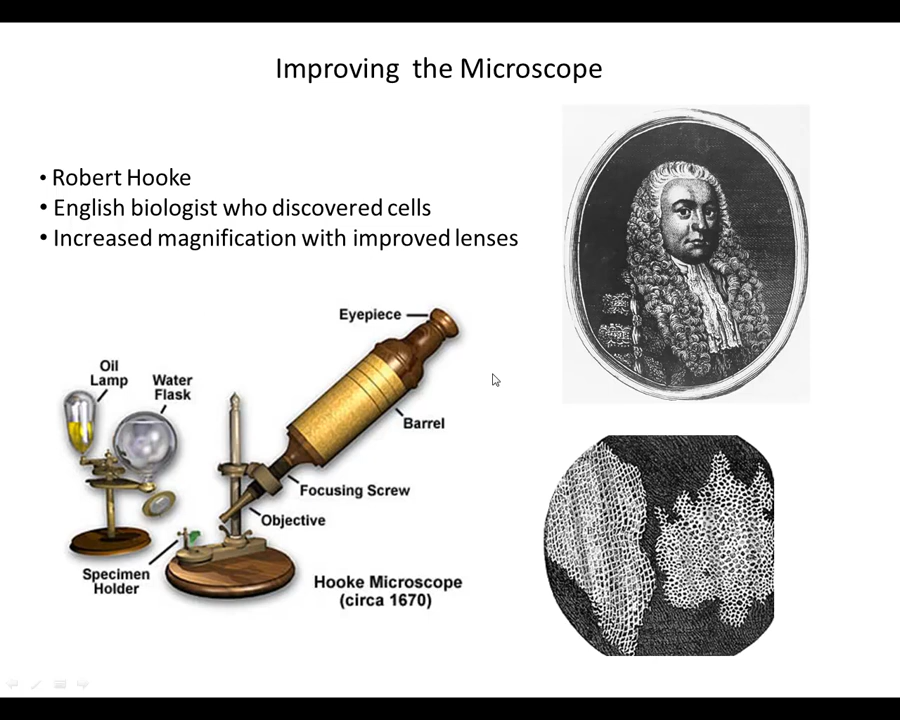 Improving the Microscope
• Robert Hooke
• English biologist who discovered cells
• Increased magnification with improved lenses
Eyepiece
Oil
Lamp
Water
Flask
Barrel
Focusing Screw
Objective
Specimen
Holder
Hooke Microscope
(circa 1670)